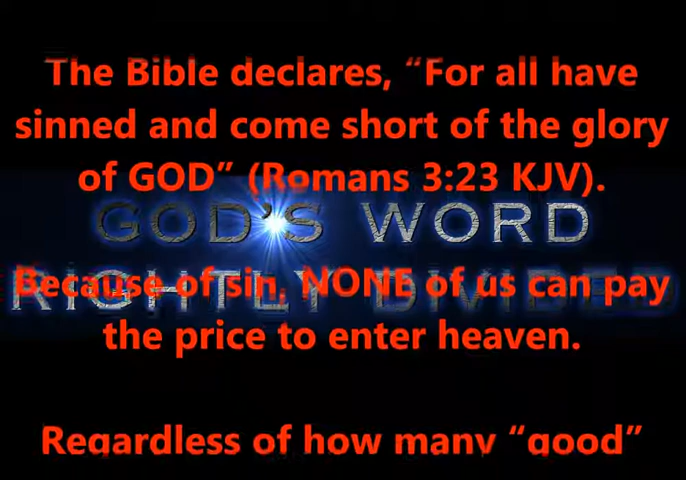 The Bible declares, “For all have
sinned and come short of the glory
of GOD” (Romans 3:23 KJV).
GOD'S WORD
Because of sin, NONE of us can pay
RIGHTLY DIVIDED
the price to enter heaven.
Regardless of how many “good”